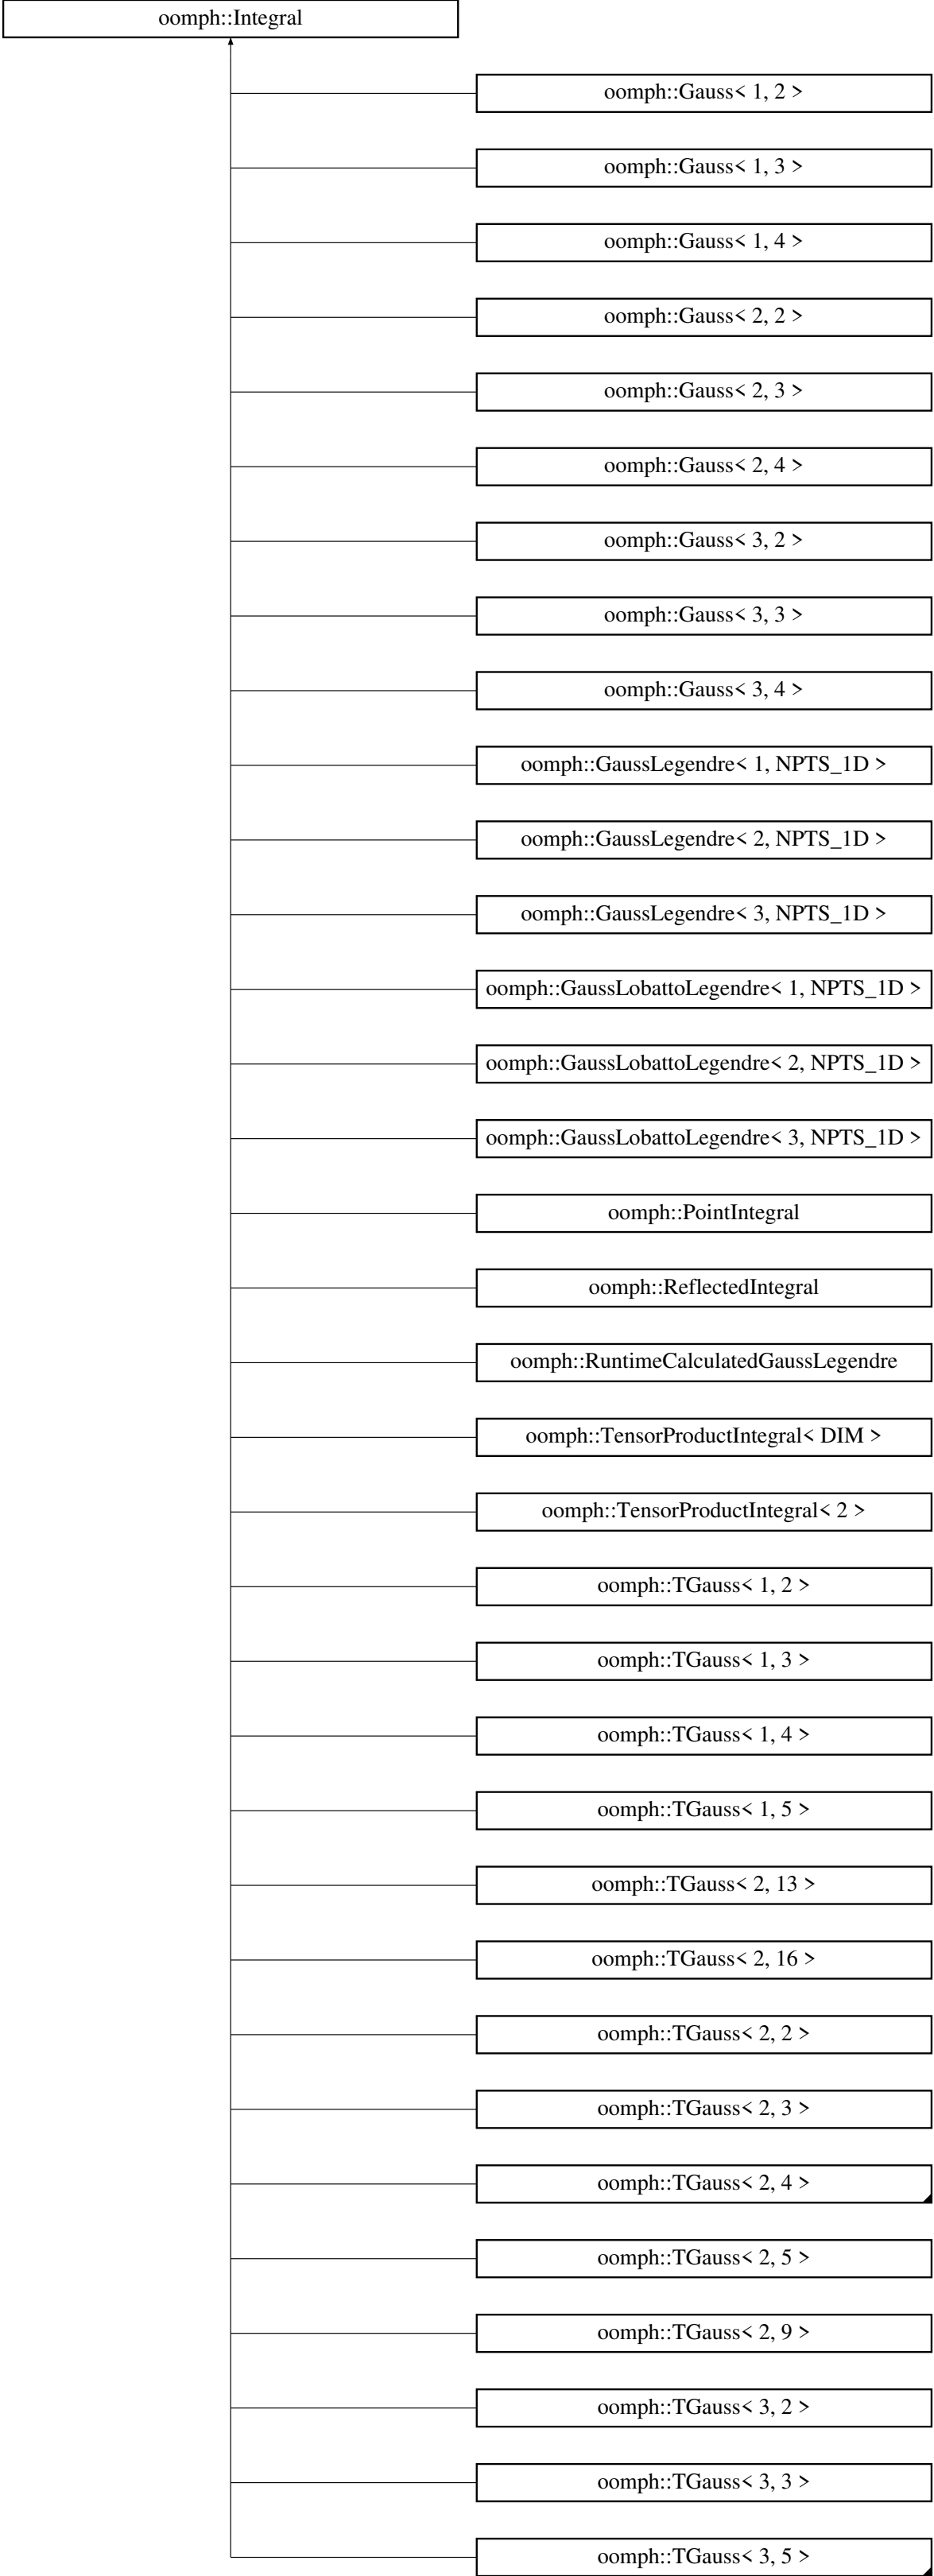 oomph::Integral
oomph::Gauss< 1, 2 >
oomph::Gauss< 1, 3 >
oomph::Gauss< 1, 4 >
oomph::Gauss< 2, 2 >
oomph::Gauss< 2, 3 >
oomph::Gauss< 2, 4 >
oomph::Gauss< 3, 2 >
oomph::Gauss< 3, 3 >
oomph::Gauss< 3, 4 >
oomph::GaussLegendre< 1, NPTS_1D >
oomph::GaussLegendre< 2, NPTS_1D >
oomph::GaussLegendre< 3, NPTS_1D >
oomph::GaussLobattoLegendre< 1, NPTS_1D >
oomph::GaussLobattoLegendre< 2, NPTS_1D >
oomph::GaussLobattoLegendre< 3, NPTS_1D >
oomph::PointIntegral
oomph::ReflectedIntegral
oomph::RuntimeCalculatedGaussLegendre
oomph::TensorProductIntegral< DIM >
oomph::TensorProductIntegral< 2 >
oomph::TGauss< 1, 2 >
oomph::TGauss< 1, 3 >
oomph::TGauss< 1, 4 >
oomph::TGauss< 1, 5 >
oomph::TGauss< 2, 13 >
oomph::TGauss< 2, 16 >
oomph::TGauss< 2, 2 >
oomph::TGauss< 2, 3 >
oomph::TGauss< 2, 4 >
oomph::TGauss< 2, 5 >
oomph::TGauss< 2, 9 >
oomph::TGauss< 3, 2 >
oomph::TGauss< 3, 3 >
oomph::TGauss< 3, 5 >